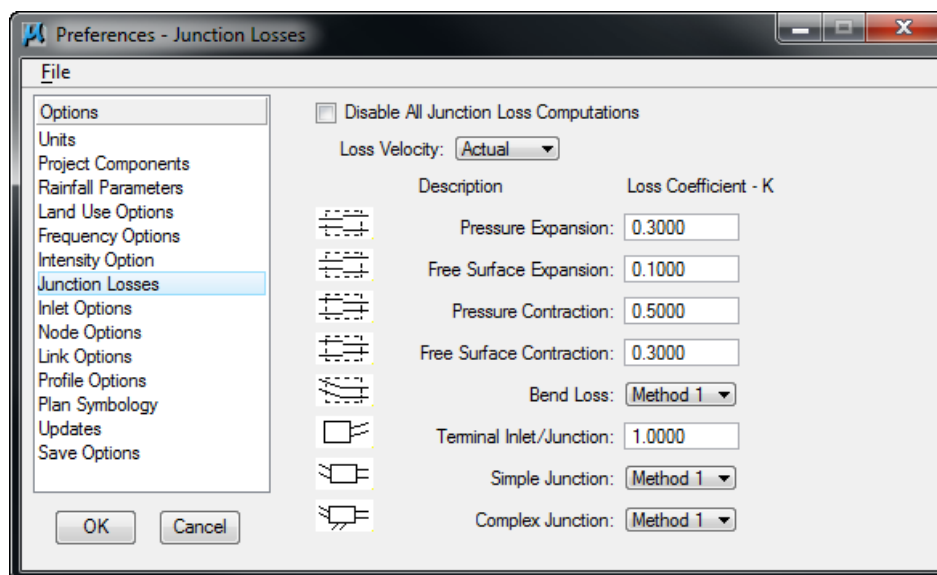 Preferences - Junction Losses
File
Options
Units
Project Components
Rainfall Parameters
Land Use Options
Frequency Options
Intensity Option
Junction Losses
Inlet Options
Node Options
Link Options
Profile Options
Plan Symbology
Updates
Save Options
OK Cancel
Disable All Junction Loss Computations
Loss Velocity: Actual
Description Loss Coefficient - K
Pressure Expansion: 0.3000
Free Surface Expansion: 0.1000
Pressure Contraction: 0.5000
Free Surface Contraction: 0.3000
Bend Loss: Method 1
Terminal Inlet/Junction: 1.0000
Simple Junction: Method 1
Complex Junction: Method 1